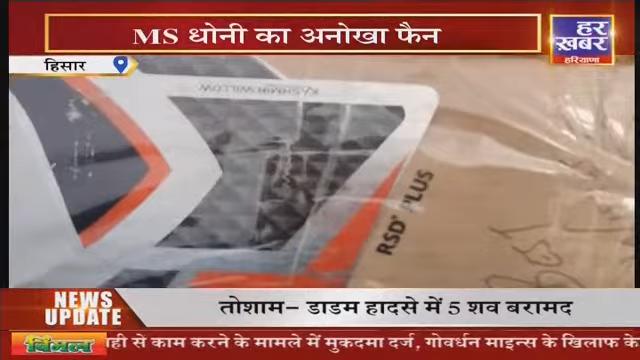 MS धोनी का अनोखा फैन
हर
ख़बर
हरियाणा
हिसार
KASHMIR WILLOW
RSD® PLUS
NEWS
UPDATE
तोशाम– डाडम हादसे में 5 शव बरामद
बिमल
ही से काम करने के मामले में मुकदमा दर्ज, गोवर्धन माइन्स के खिलाफ के